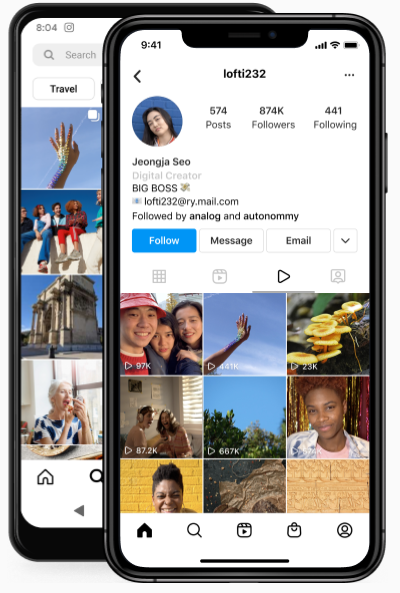 8:04
Search
Travel
9:41
lofti232
574
874K
441
Posts
Followers
Following
Jeongja Seo
Digital Creator
BIG BOSS 💸
📧 lofti232@ry.mail.com
Followed by analog and autonommy
Follow
Message
Email
97K
441K
23K
87.2K
667K